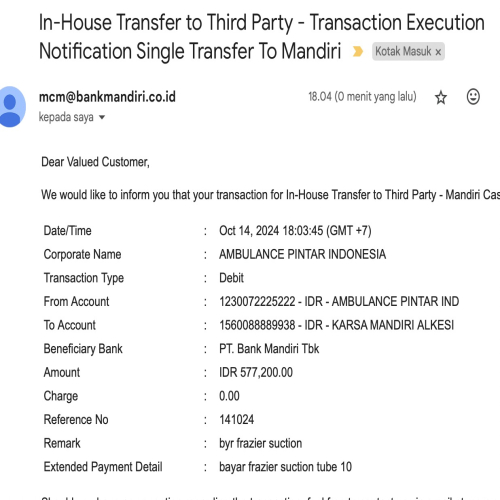 In-House Transfer to Third Party - Transaction Execution
Notification Single Transfer To Mandiri Kotak Masuk x
mcm@bankmandiri.co.id 18.04 (0 menit yang lalu)
kepada saya
Dear Valued Customer,
We would like to inform you that your transaction for In-House Transfer to Third Party - Mandiri Cas
Date/Time : Oct 14, 2024 18:03:45 (GMT +7)
Corporate Name : AMBULANCE PINTAR INDONESIA
Transaction Type : Debit
From Account : 1230072225222 - IDR - AMBULANCE PINTAR IND
To Account : 1560088889938 - IDR - KARSA MANDIRI ALKESI
Beneficiary Bank : PT. Bank Mandiri Tbk
Amount : IDR 577,200.00
Charge : 0.00
Reference No : 141024
Remark : byr frazier suction
Extended Payment Detail : bayar frazier suction tube 10